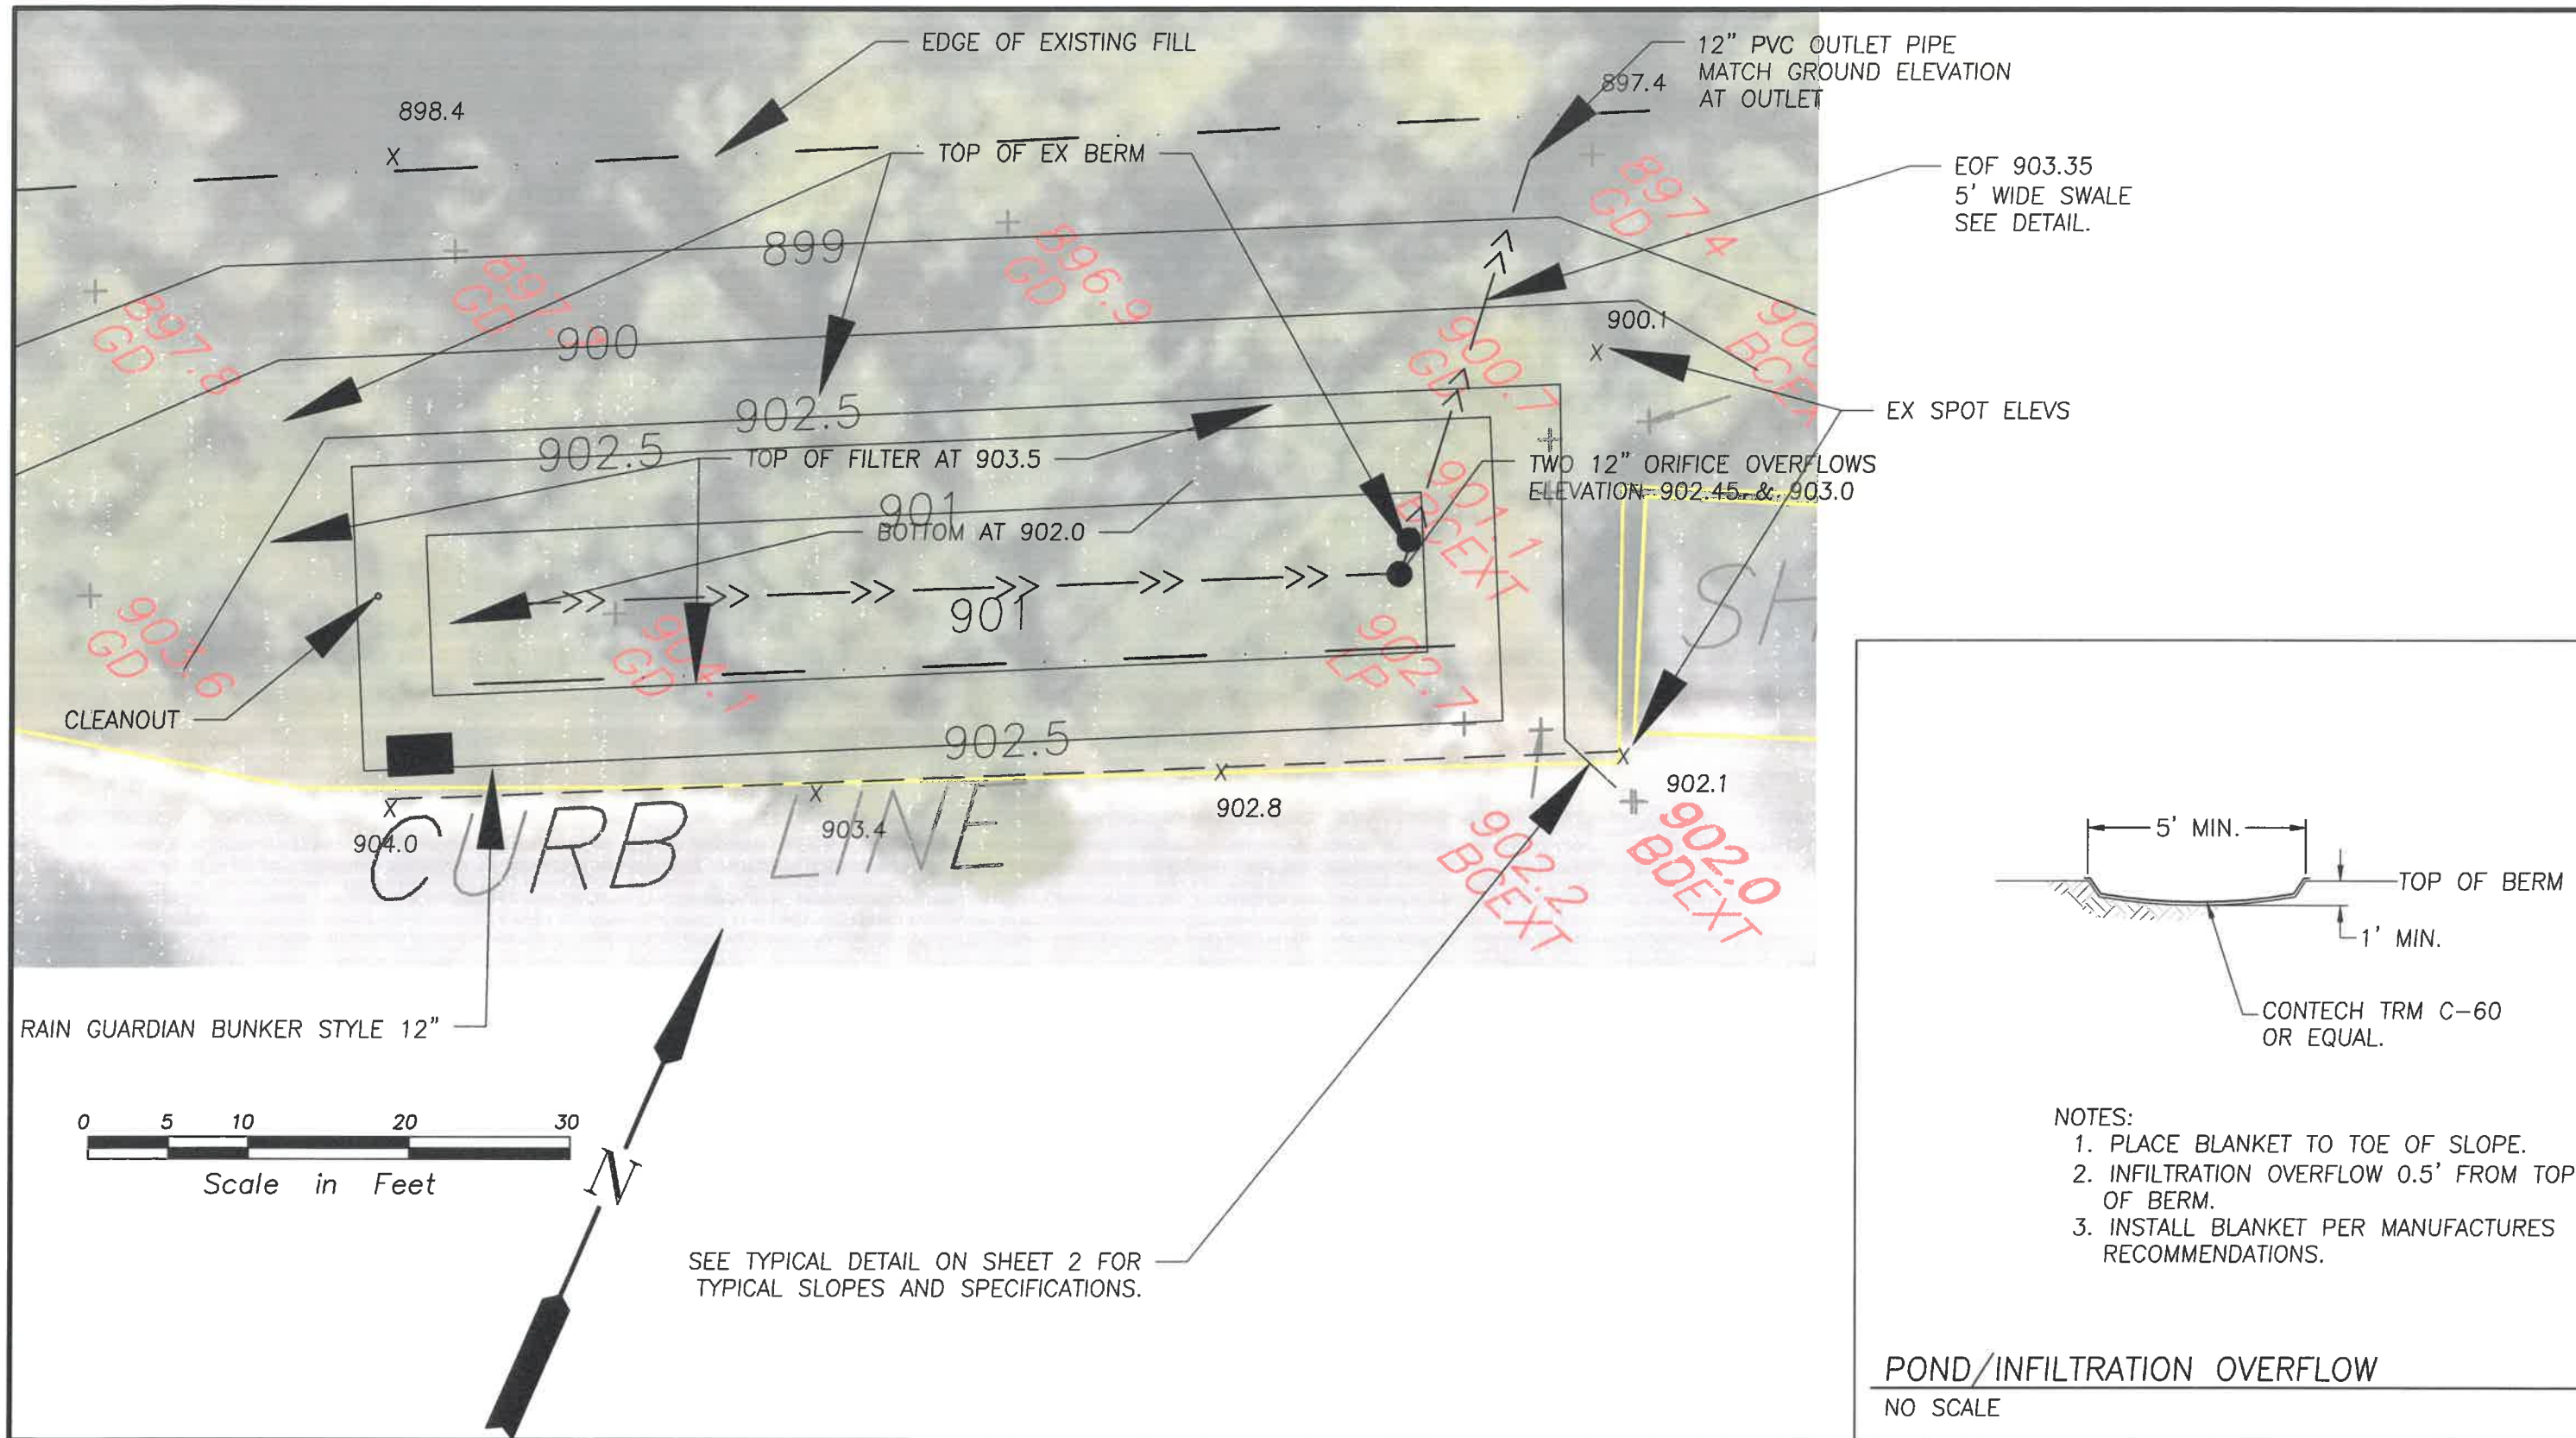 EDGE OF EXISTING FILL
12" PVC OUTLET PIPE
MATCH GROUND ELEVATION
AT OUTLET
897.4
898.4
X
TOP OF EX BERM
EOF 903.35
5' WIDE SWALE
SEE DETAIL.
897.4
GD
899
896.9
GD
897.8
GD
GD
900
900.1
X
900.7
GD
902.5
902.5
EX SPOT ELEVS
TOP OF FILTER AT 903.5
TWO 12" ORIFICE OVERFLOWS
ELEVATION 902.45 & 903.0
901
BOTTOM AT 902.0
901.1
BCEXT
901
903.6
GD
904.1
GD
902.7
LP
SH
CLEANOUT
902.5
X
904.0
X
903.4
X
902.8
X
902.1
CURB LINE
902.2
BCEXT
902.0
BDEXT
RAIN GUARDIAN BUNKER STYLE 12"
0 5 10 20 30
Scale in Feet
N
SEE TYPICAL DETAIL ON SHEET 2 FOR
TYPICAL SLOPES AND SPECIFICATIONS.
5' MIN.
TOP OF BERM
1' MIN.
CONTECH TRM C-60
OR EQUAL.
NOTES:
1. PLACE BLANKET TO TOE OF SLOPE.
2. INFILTRATION OVERFLOW 0.5' FROM TOP
OF BERM.
3. INSTALL BLANKET PER MANUFACTURES
RECOMMENDATIONS.
POND/INFILTRATION OVERFLOW
NO SCALE